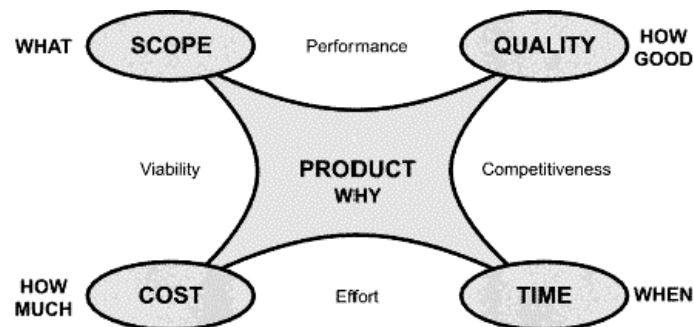 WHAT
SCOPE
Performance
QUALITY
HOW
GOOD
Viability
PRODUCT
WHY
Competitiveness
HOW
MUCH
COST
Effort
TIME
WHEN